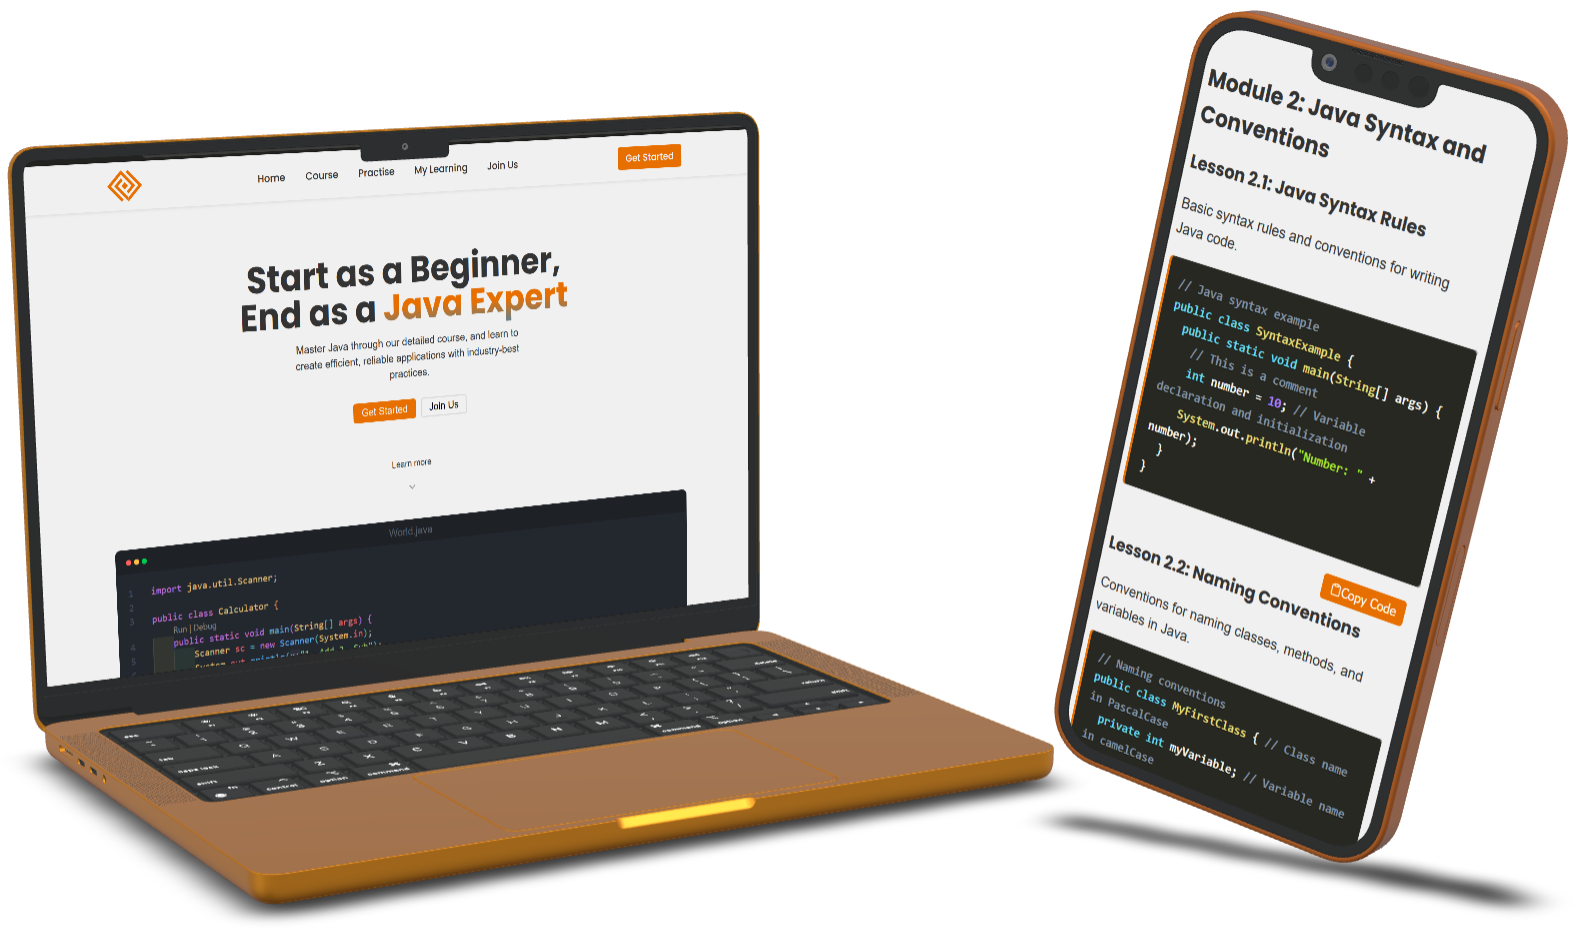 Home Course Practise My Learning Join Us Get Started
Start as a Beginner,
End as a Java Expert
Master Java through our detailed course, and learn to
create efficient, reliable applications with industry-best
practices.
Get Started Join Us
Learn more
World.java
1 import java.util.Scanner;
2
3 public class Calculator {
Run | Debug
4 public static void main(String[] args) {
5 Scanner sc = new Scanner(System.in);
Module 2: Java Syntax and
Conventions
Lesson 2.1: Java Syntax Rules
Basic syntax rules and conventions for writing
Java code.
// Java syntax example
public class SyntaxExample {
public static void main(String[] args) {
// This is a comment
int number = 10; // Variable
declaration and initialization
System.out.println("Number: " +
number);
}
}
Copy Code
Lesson 2.2: Naming Conventions
Conventions for naming classes, methods, and
variables in Java.
// Naming conventions
public class MyFirstClass { // Class name
in PascalCase
private int myVariable; // Variable name
in camelCase